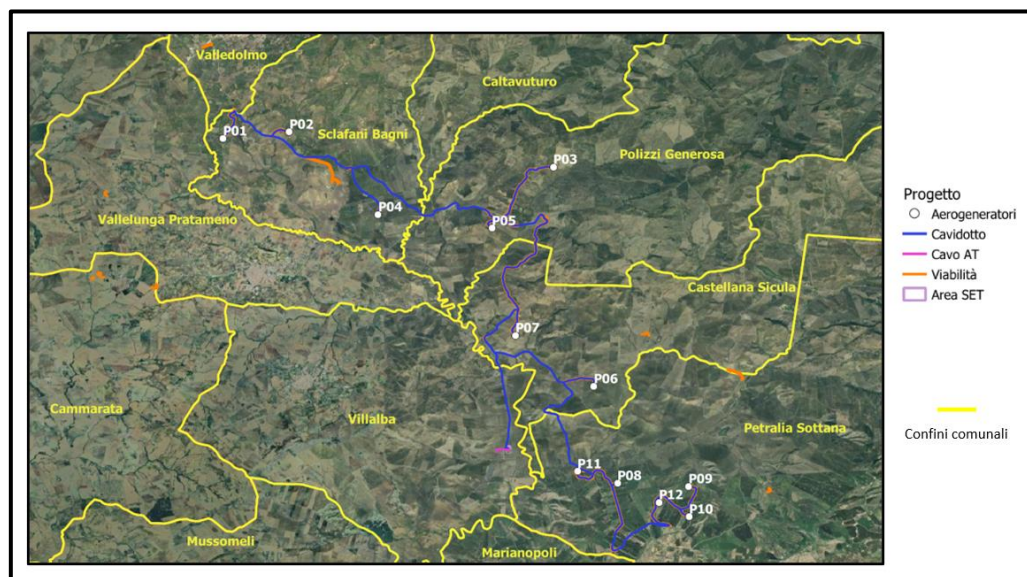 Valledolmo
Caltavuturo
P01
P02
Sclafani Bagni
P03
Polizzi Generosa
Vallelunga Pratameno
P04
P05
Castellana Sicula
P07
P06
Cammarata
Villalba
Petralia Sottana
P11
P08
P09
P12
P10
Mussomeli
Marianopoli
Progetto
Aerogeneratori
Cavidotto
Cavo AT
Viabilità
Area SET
Confini comunali